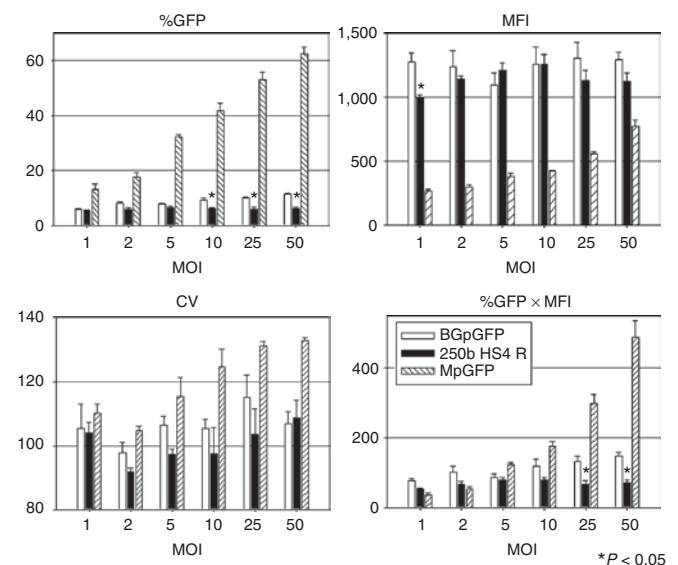 %GFP
60
40
20
0
*
*
*
1 2 5 10 25 50
MOI
MFI
1,500
1,000
500
0
*
1 2 5 10 25 50
MOI
CV
140
120
100
80
1 2 5 10 25 50
MOI
%GFP × MFI
BGpGFP
250b HS4 R
MpGFP
400
200
0
*
*
1 2 5 10 25 50
MOI
*P < 0.05